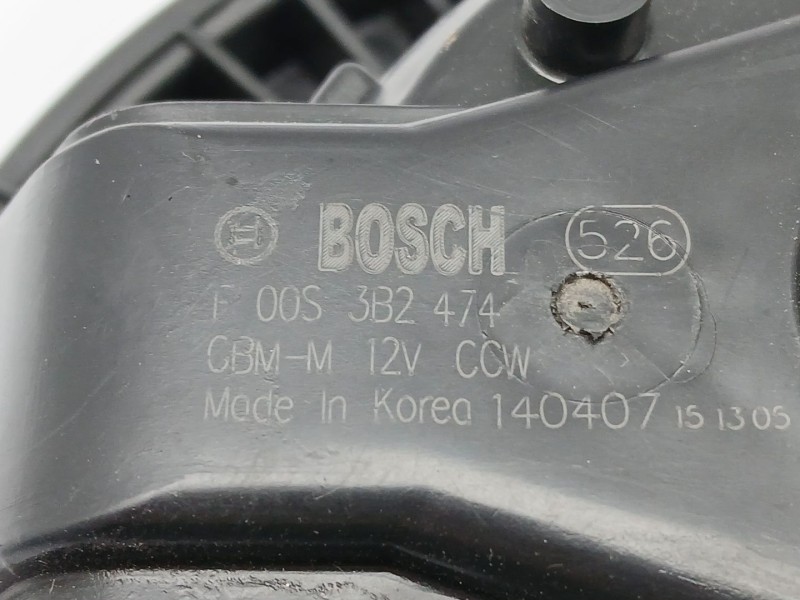 BOSCH 526
F 00S 3B2 474
CBM-M 12V CCW
Made In Korea 140407 15 13 05